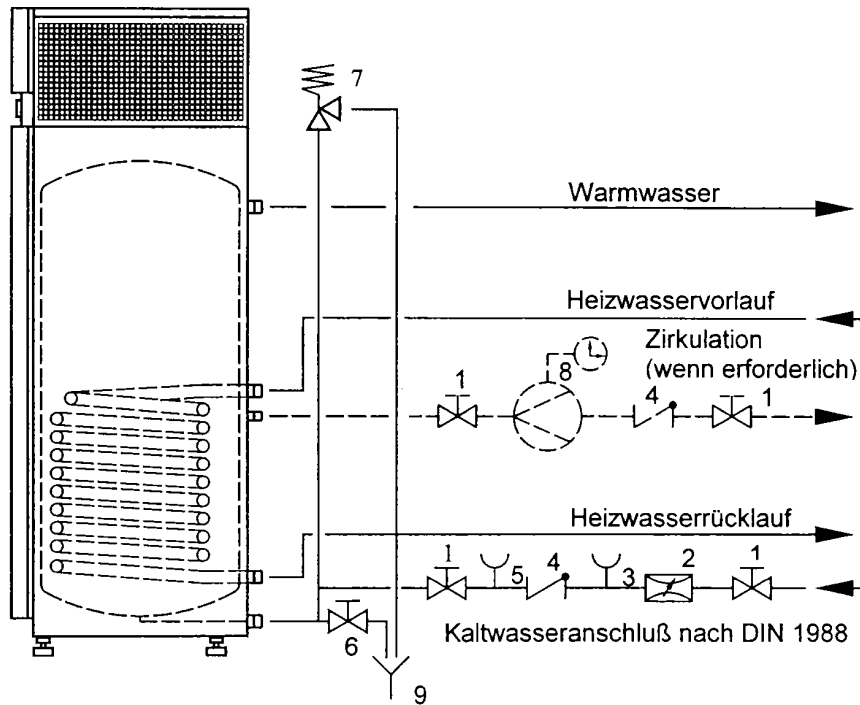 7
Warmwasser
Heizwasservorlauf
Zirkulation
(wenn erforderlich)
1
8
4
1
Heizwasserrücklauf
1
5
4
3
2
1
Kaltwasseranschluß nach DIN 1988
6
9